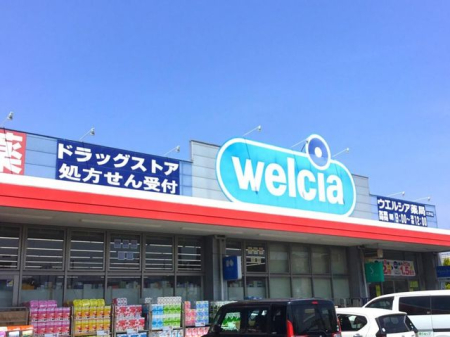 薬
ドラッグストア
処方せん受付
welcia
ウエルシア薬局